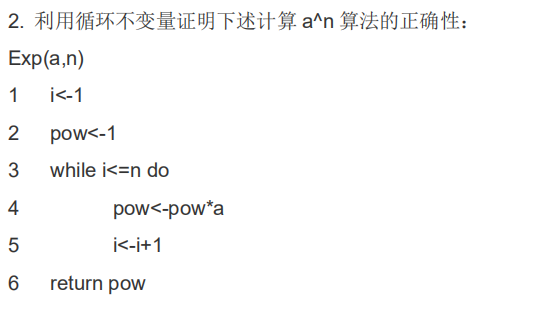 2. 利用循环不变量证明下述计算 a^n 算法的正确性：
Exp(a,n)
1 i<-1
2 pow<-1
3 while i<=n do
4 pow<-pow*a
5 i<-i+1
6 return pow